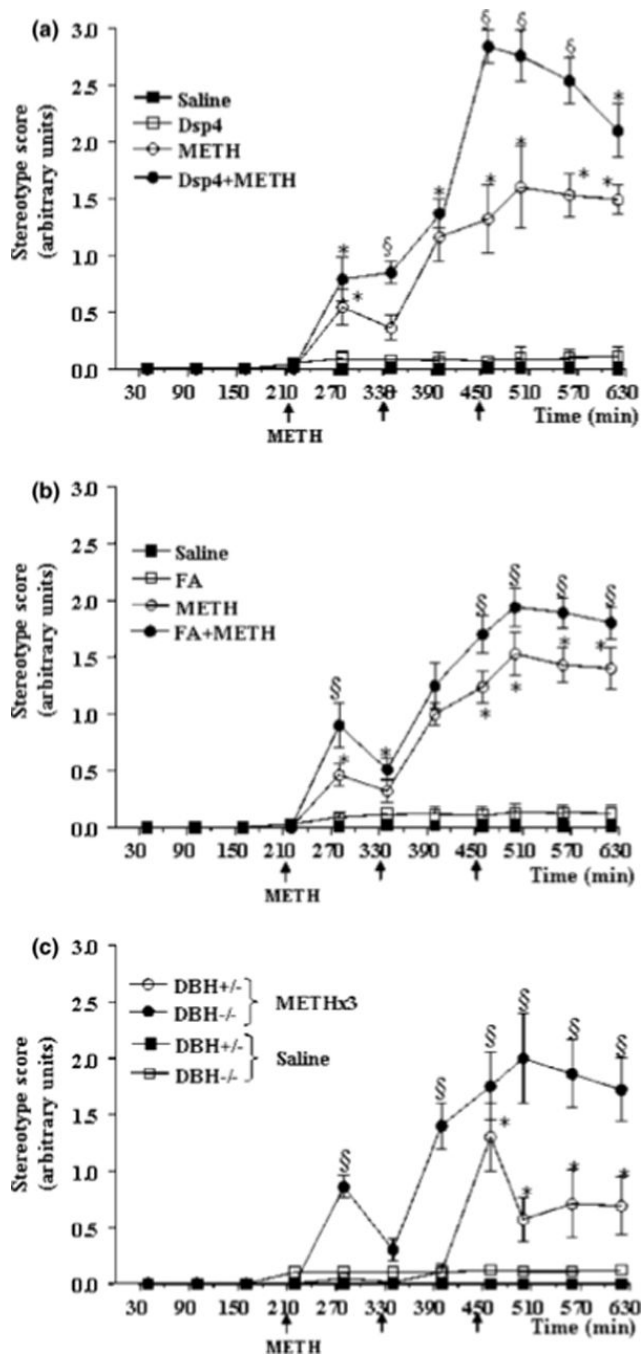 (a)
3.0
2.5
2.0
1.5
1.0
0.5
0.0
Stereotype score
(arbitrary units)
Saline
Dsp4
METH
Dsp4+METH
§ § § *
* § * * * * *
*
30 90 150 210 270 330 390 450 510 570 630
METH
Time (min)
(b)
3.0
2.5
2.0
1.5
1.0
0.5
0.0
Stereotype score
(arbitrary units)
Saline
FA
METH
FA+METH
§ * § § § §
* * * * *
30 90 150 210 270 330 390 450 510 570 630
METH
Time (min)
(c)
3.0
2.5
2.0
1.5
1.0
0.5
0.0
Stereotype score
(arbitrary units)
DBH+/-
DBH-/-
METHx3
DBH+/-
DBH-/-
Saline
§ § § § § §
* * * *
30 90 150 210 270 330 390 450 510 570 630
METH
Time (min)